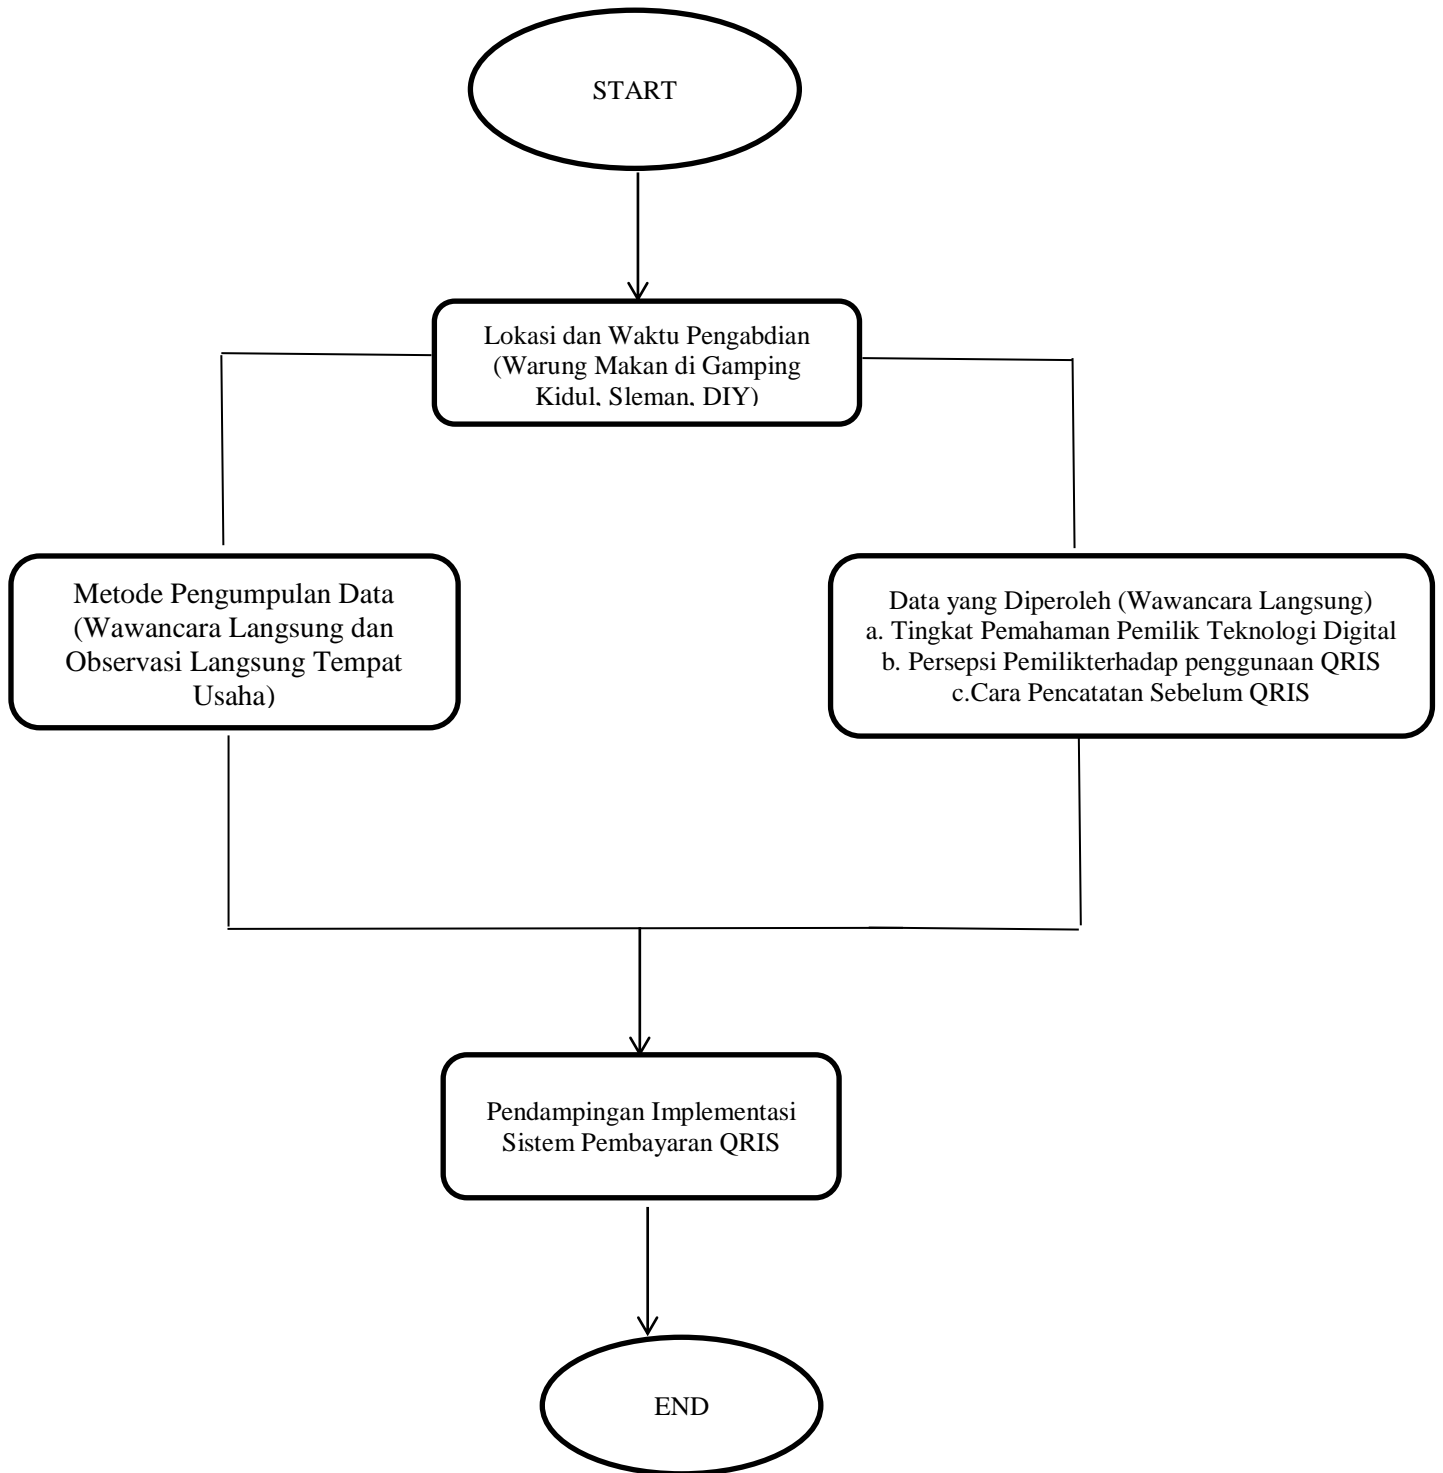 START
Lokasi dan Waktu Pengabdian
(Warung Makan di Gamping
Kidul, Sleman, DIY)
Metode Pengumpulan Data
(Wawancara Langsung dan
Observasi Langsung Tempat
Usaha)
Data yang Diperoleh (Wawancara Langsung)
a. Tingkat Pemahaman Pemilik Teknologi Digital
b. Persepsi Pemilikterhadap penggunaan QRIS
c.Cara Pencatatan Sebelum QRIS
Pendampingan Implementasi
Sistem Pembayaran QRIS
END